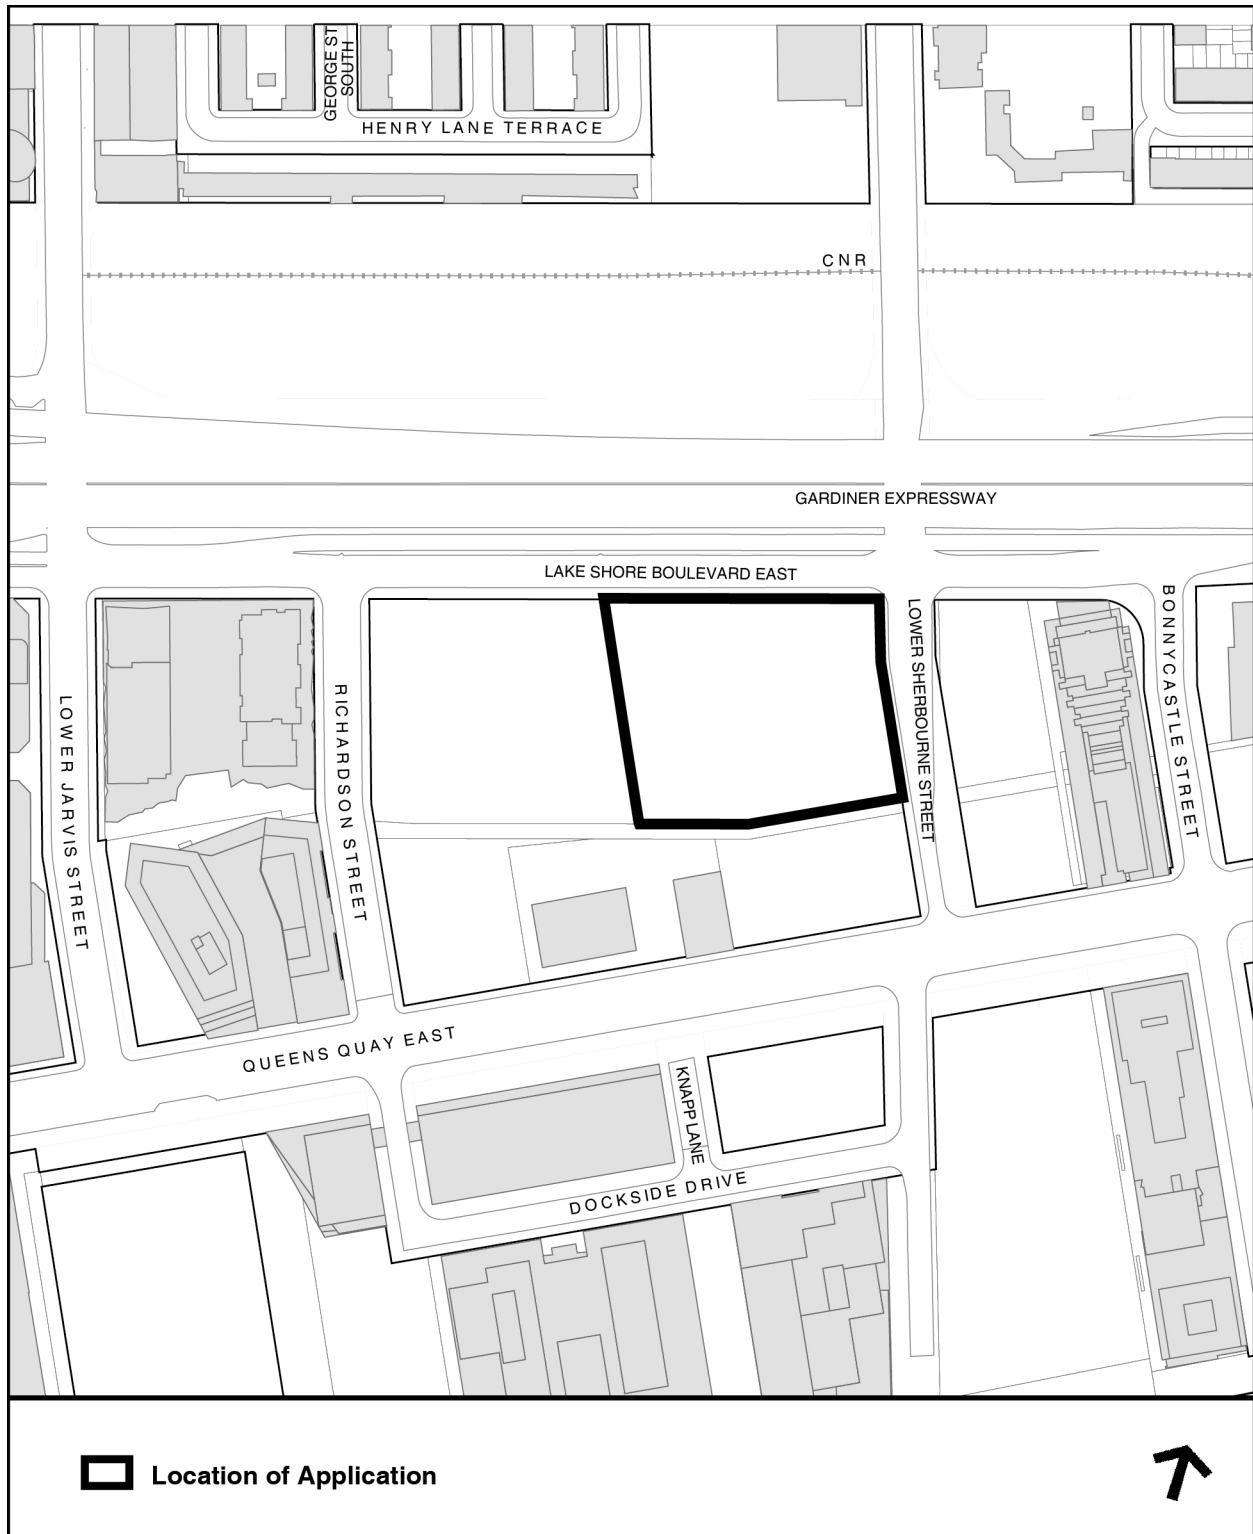 GEORGE ST
SOUTH
HENRY LANE TERRACE
CNR
GARDINER EXPRESSWAY
LAKE SHORE BOULEVARD EAST
LOWER JARVIS STREET
RICHARDSON STREET
LOWER SHERBOURNE STREET
BONNYCASTLE STREET
QUEENS QUAY EAST
KNAPP LANE
DOCKSIDE DRIVE
Location of Application